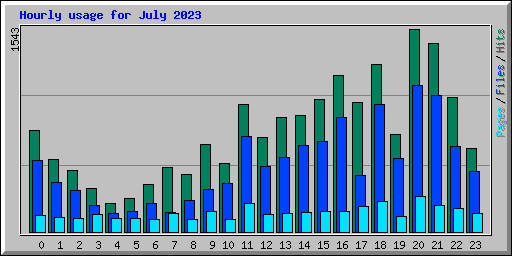 Hourly usage for July 2023
1543
Pages/Files/Hits
0 1 2 3 4 5 6 7 8 9 10 11 12 13 14 15 16 17 18 19 20 21 22 23